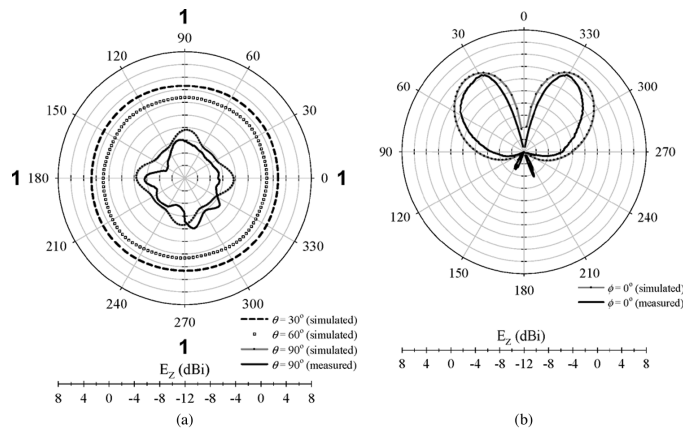 1
90
120 60
150 30
1 180 0 1
210 330
240 300
270
θ = 30° (simulated)
θ = 60° (simulated)
θ = 90° (simulated)
θ = 90° (measured)
1
E_Z (dBi)
8 4 0 -4 -8 -12 -8 -4 0 4 8
(a)
0
30 330
60 300
90 270
120 240
150 210
180
ϕ = 0° (simulated)
ϕ = 0° (measured)
E_Z (dBi)
8 4 0 -4 -8 -12 -8 -4 0 4 8
(b)